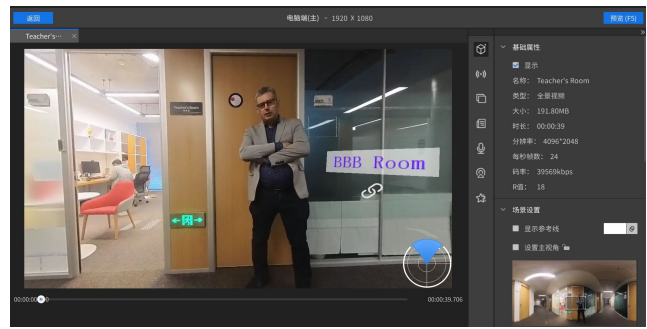 返回
电脑端(主) - 1920 X 1080
预览 (F5)
Teacher's··· ×
Teacher's Room
BBB Room
00:00:00
00:00:39.706
基础属性
显示
名称: Teacher's Room
类型: 全景视频
大小: 191.80MB
时长: 00:00:39
分辨率: 4096*2048
每秒帧数: 24
码率: 39569kbps
R值: 18
场景设置
显示参考线
设置主视角